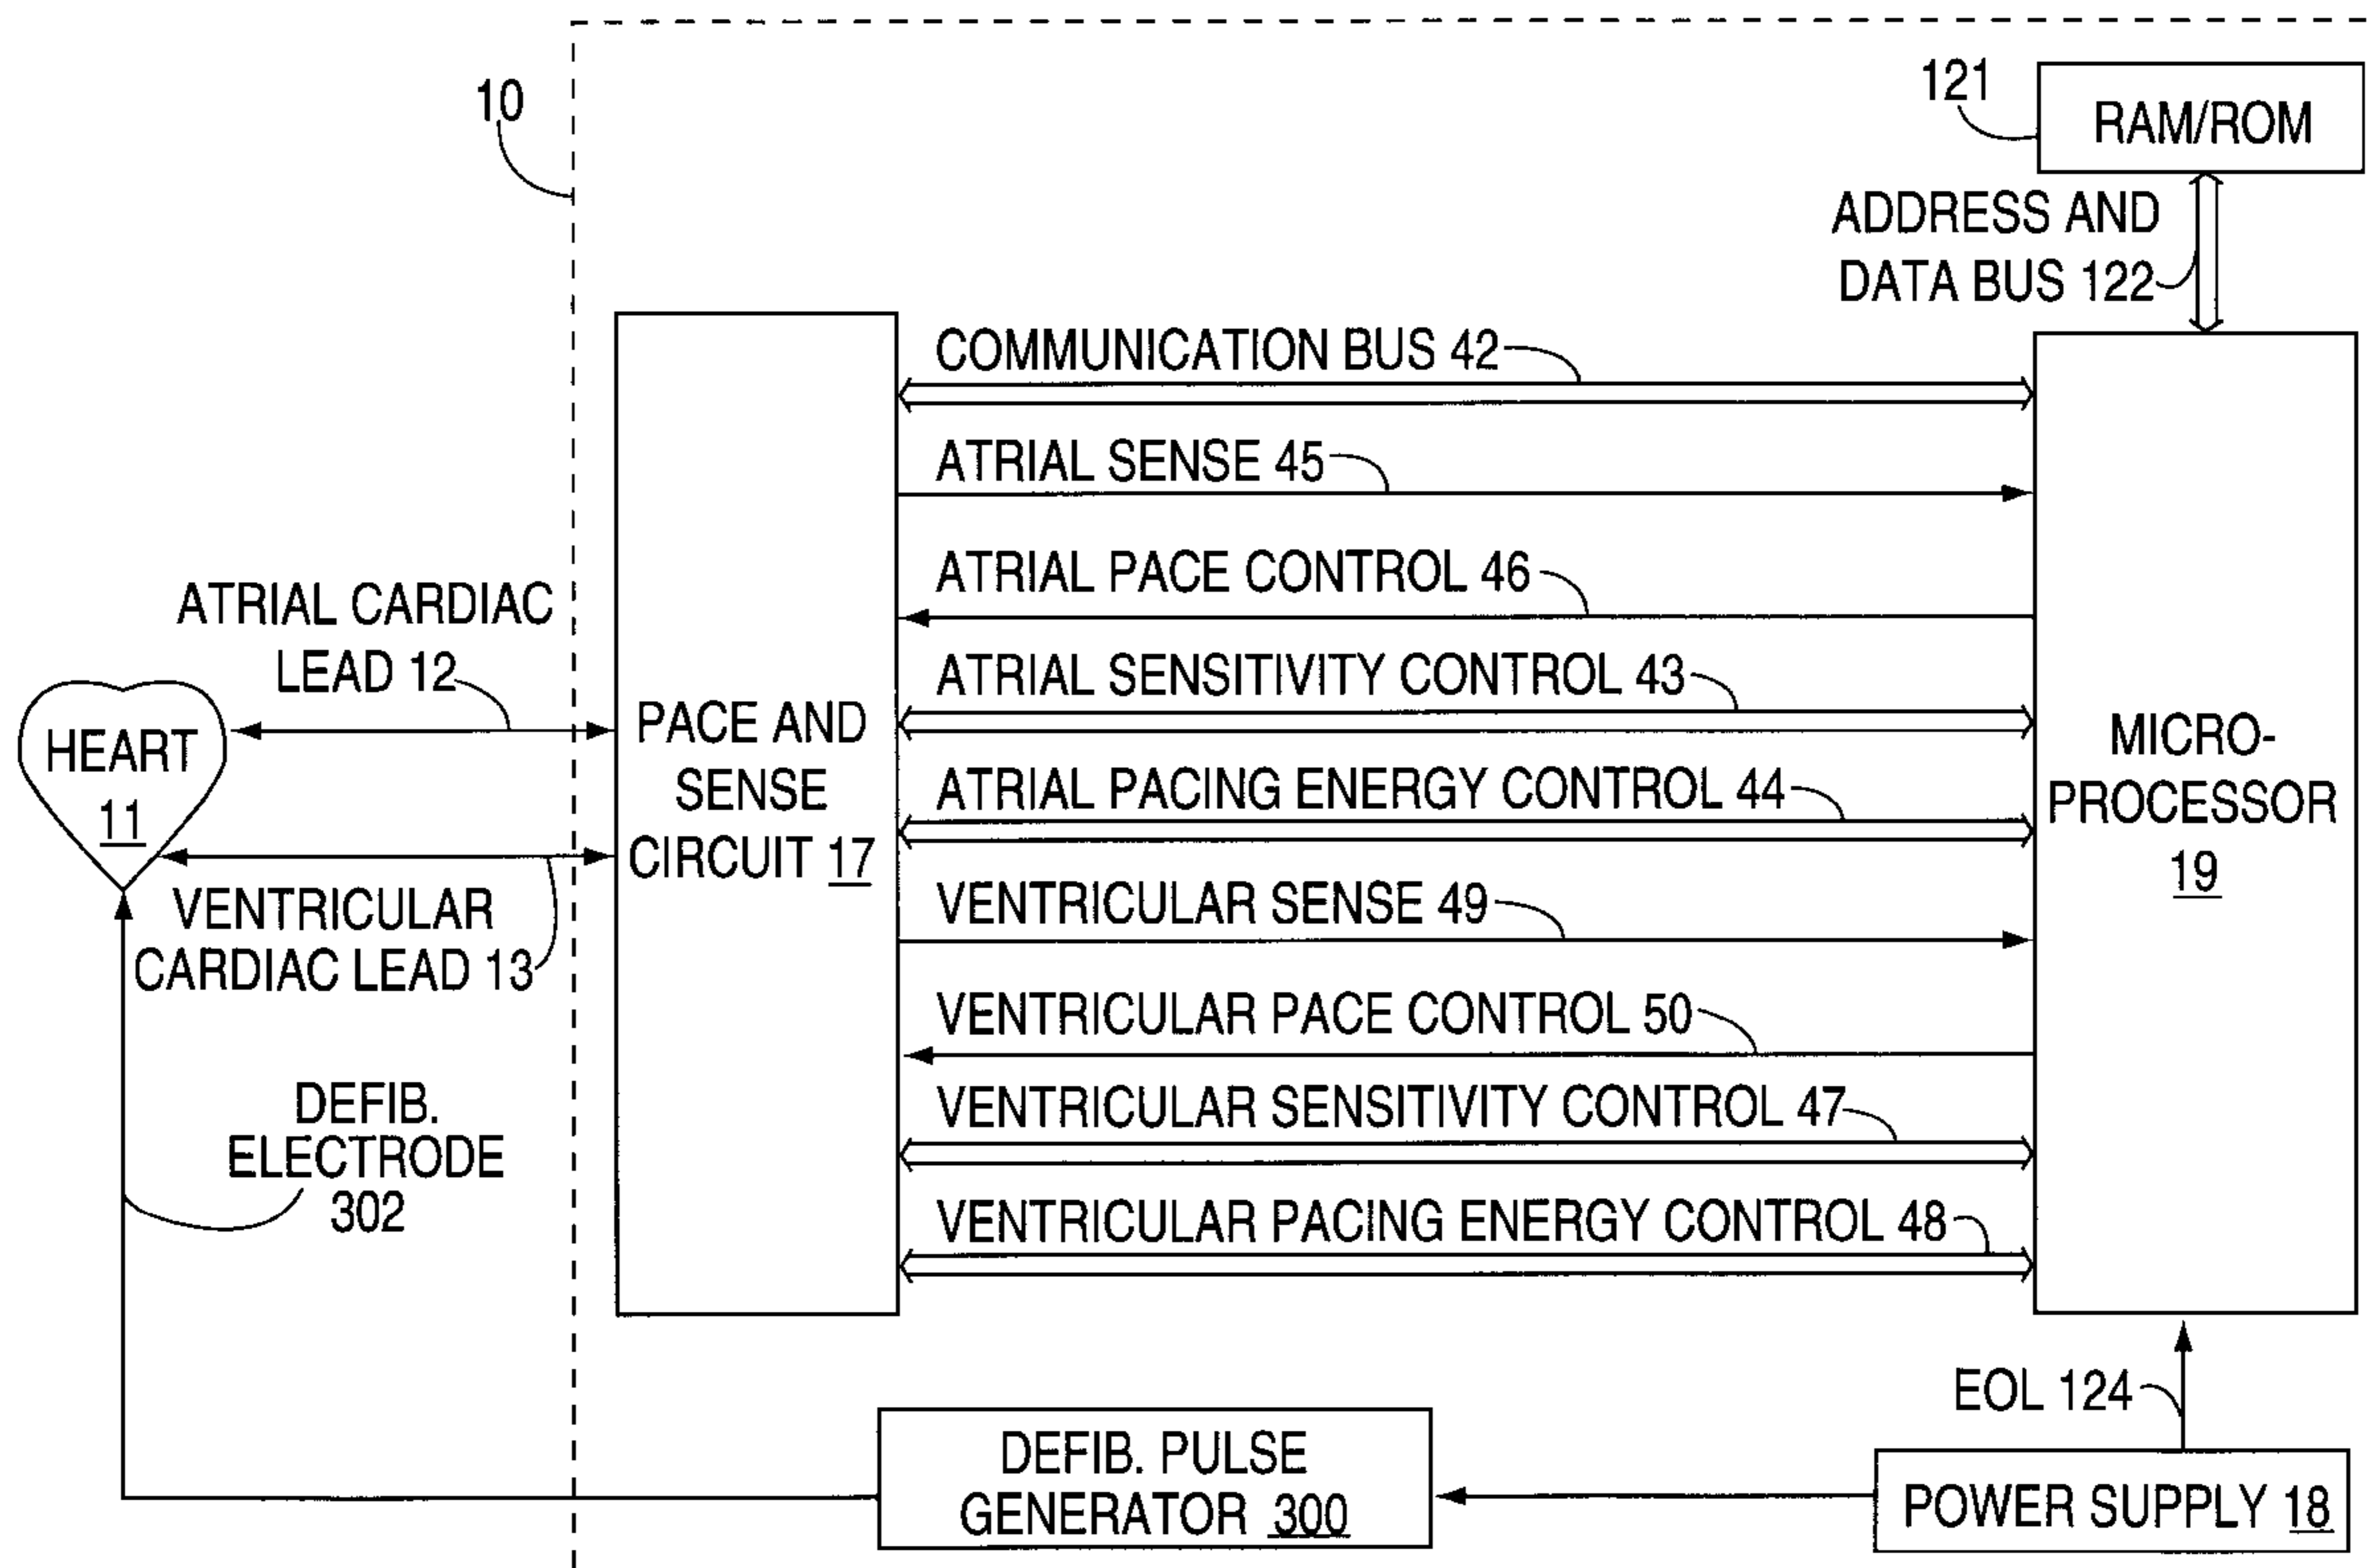 10
121
RAM/ROM
ADDRESS AND
DATA BUS 122
COMMUNICATION BUS 42
ATRIAL SENSE 45
ATRIAL PACE CONTROL 46
ATRIAL CARDIAC
LEAD 12
ATRIAL SENSITIVITY CONTROL 43
HEART
11
PACE AND
SENSE
CIRCUIT 17
MICRO-
PROCESSOR
19
ATRIAL PACING ENERGY CONTROL 44
VENTRICULAR
CARDIAC LEAD 13
VENTRICULAR SENSE 49
VENTRICULAR PACE CONTROL 50
DEFIB.
ELECTRODE
302
VENTRICULAR SENSITIVITY CONTROL 47
VENTRICULAR PACING ENERGY CONTROL 48
EOL 124
DEFIB. PULSE
GENERATOR 300
POWER SUPPLY 18